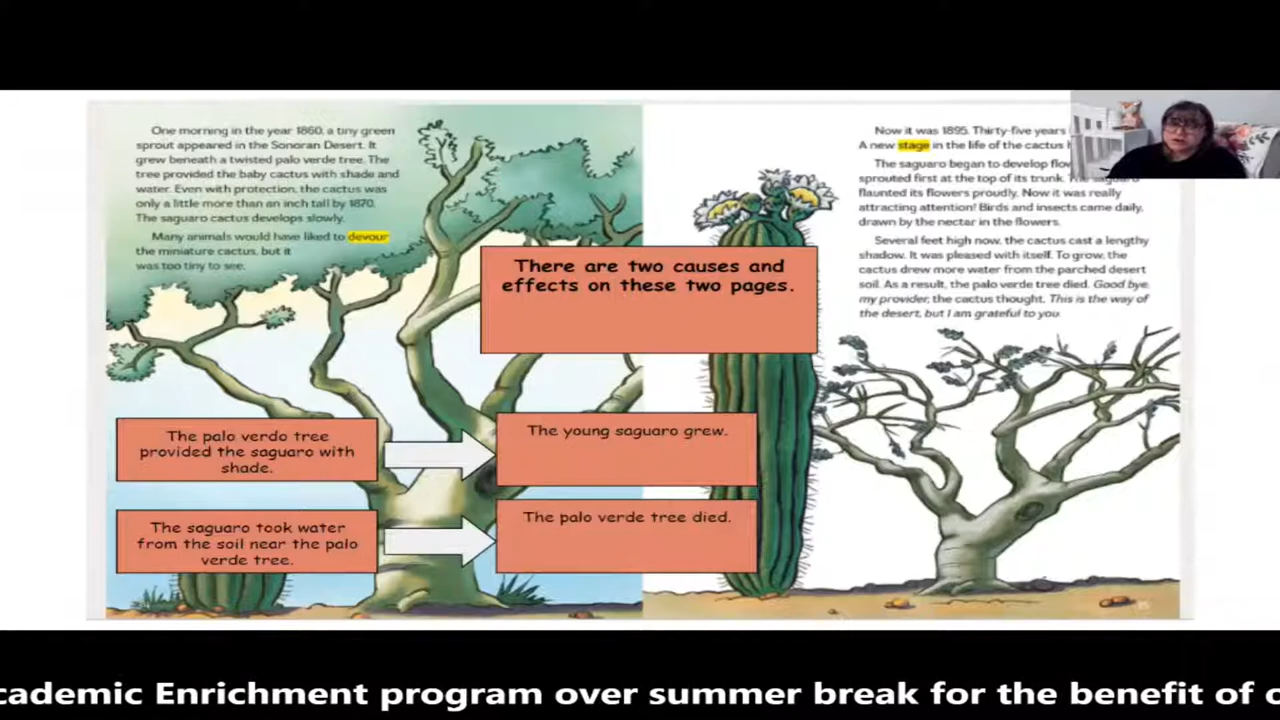 One morning in the year 1860, a tiny green
sprout appeared in the Sonoran Desert. It
grew beneath a twisted palo verde tree. The
tree provided the baby cactus with shade and
water. Even with protection, the cactus was
only a little more than an inch tall by 1870.
The saguaro cactus develops slowly.
Many animals would have liked to devour
the miniature cactus, but it
was too tiny to see.
Now it was 1895. Thirty-five years
A new stage in the life of the cactus
The saguaro began to develop
sprouted first at the top of its trunk.
flaunted its flowers proudly. Now it was really
attracting attention! Birds and insects came daily,
drawn by the nectar in the flowers.
Several feet high now, the cactus cast a lengthy
shadow. It was pleased with itself. To grow, the
cactus drew more water from the parched desert
soil. As a result, the palo verde tree died. Good bye,
my provider, the cactus thought. This is the way of
the desert, but I am grateful to you.
There are two causes and
effects on these two pages.
The palo verdo tree
provided the saguaro with
shade.
The young saguaro grew.
The saguaro took water
from the soil near the palo
verde tree.
The palo verde tree died.
cademic Enrichment program over summer break for the benefit of